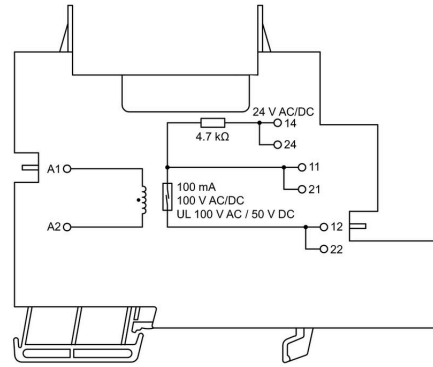 24 V AC/DC
14
4.7 kΩ
24
A1
11
21
100 mA
100 V AC/DC
UL 100 V AC / 50 V DC
A2
12
22